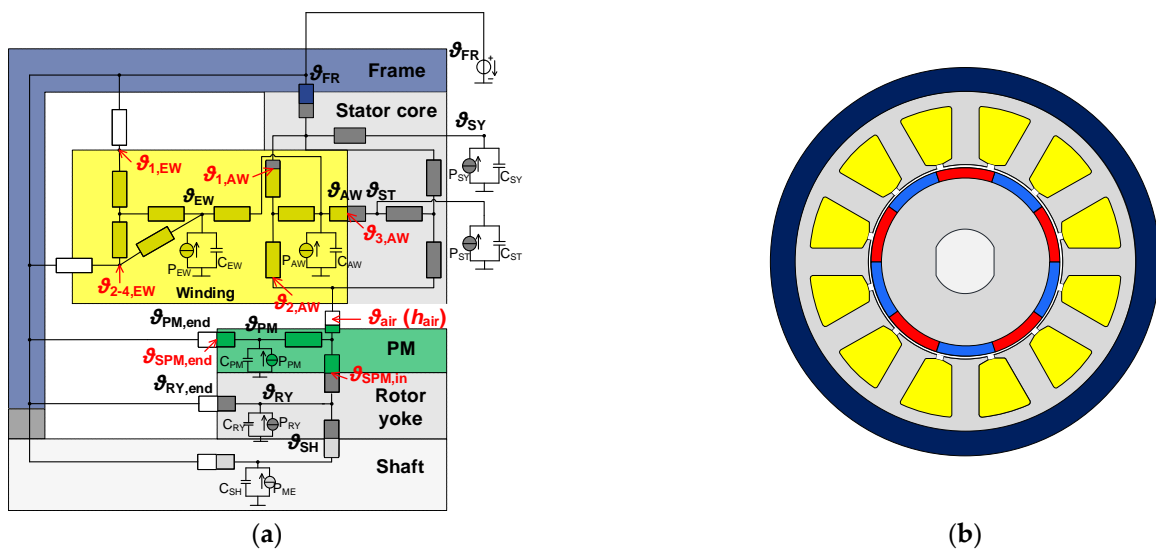 ϑFR
Frame
ϑFR
+
−
Stator core
ϑSY
ϑ1,EW
ϑ1,AW
PSY
CSY
ϑEW
ϑAW
ϑST
ϑ3,AW
PEW
CEW
PAW
CAW
PST
CST
ϑ2-4,EW
Winding
ϑ2,AW
ϑPM,end
ϑPM
ϑair (hair)
PM
ϑSPM,end
CPM
PPM
ϑSPM,in
ϑRY,end
ϑRY
Rotor
yoke
CRY
PRY
ϑSH
Shaft
CSH
PME
(a)
(b)